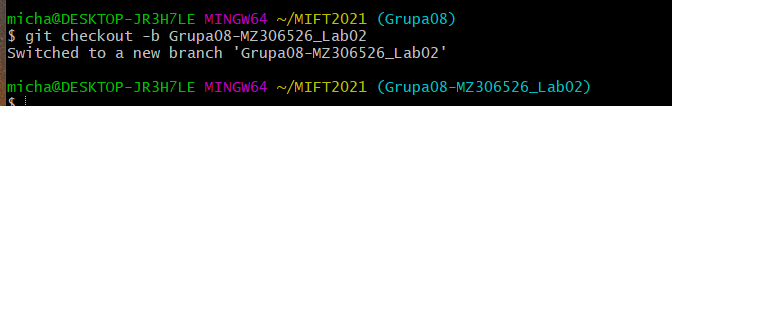 micha@DESKTOP-JR3H7LE MINGW64 ~/MIFT2021 (Grupa08)
$ git checkout -b Grupa08-MZ306526_Lab02
Switched to a new branch 'Grupa08-MZ306526_Lab02'
micha@DESKTOP-JR3H7LE MINGW64 ~/MIFT2021 (Grupa08-MZ306526_Lab02)
$